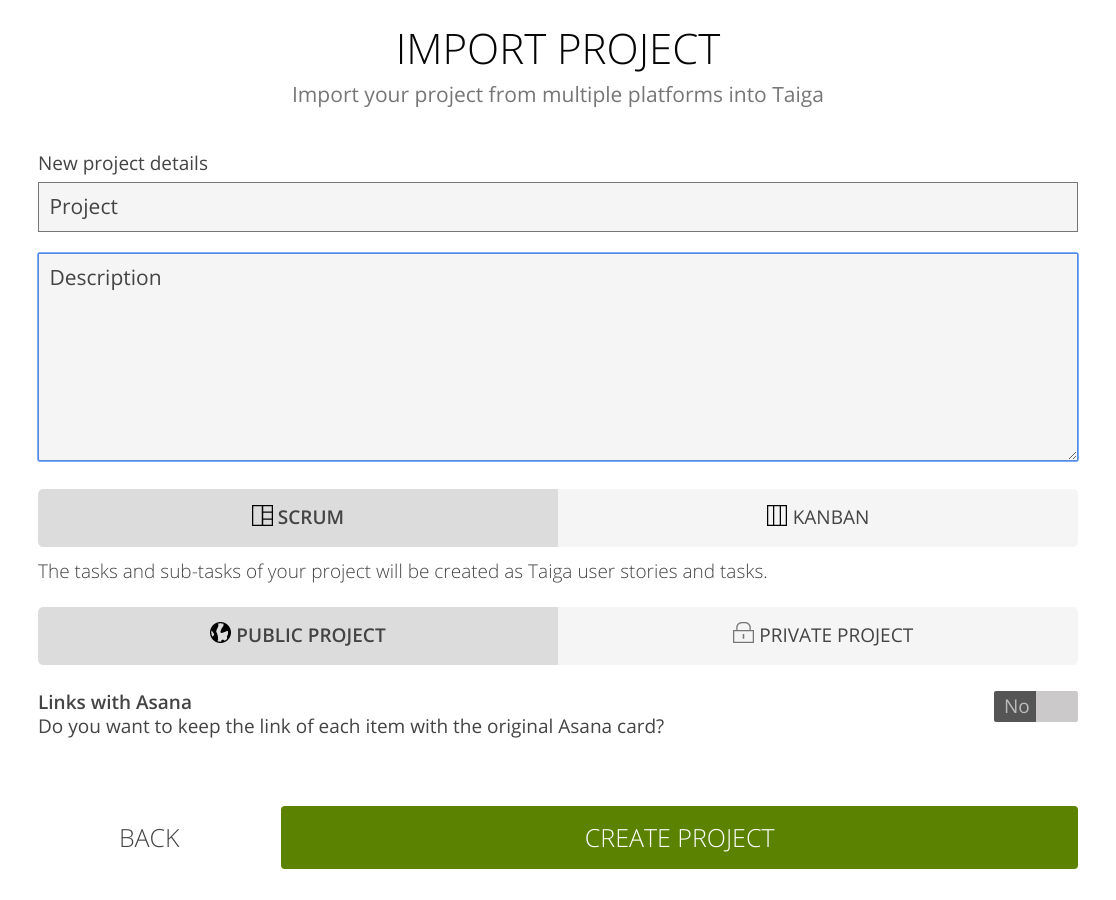 IMPORT PROJECT
Import your project from multiple platforms into Taiga
New project details
Project
Description
SCRUM
KANBAN
The tasks and sub-tasks of your project will be created as Taiga user stories and tasks.
PUBLIC PROJECT
PRIVATE PROJECT
Links with Asana
No
Do you want to keep the link of each item with the original Asana card?
BACK
CREATE PROJECT